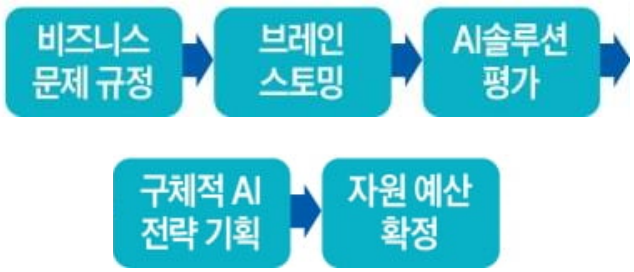 비즈니스
문제 규정
브레인
스토밍
AI솔루션
평가
구체적 AI
전략 기획
자원 예산
확정